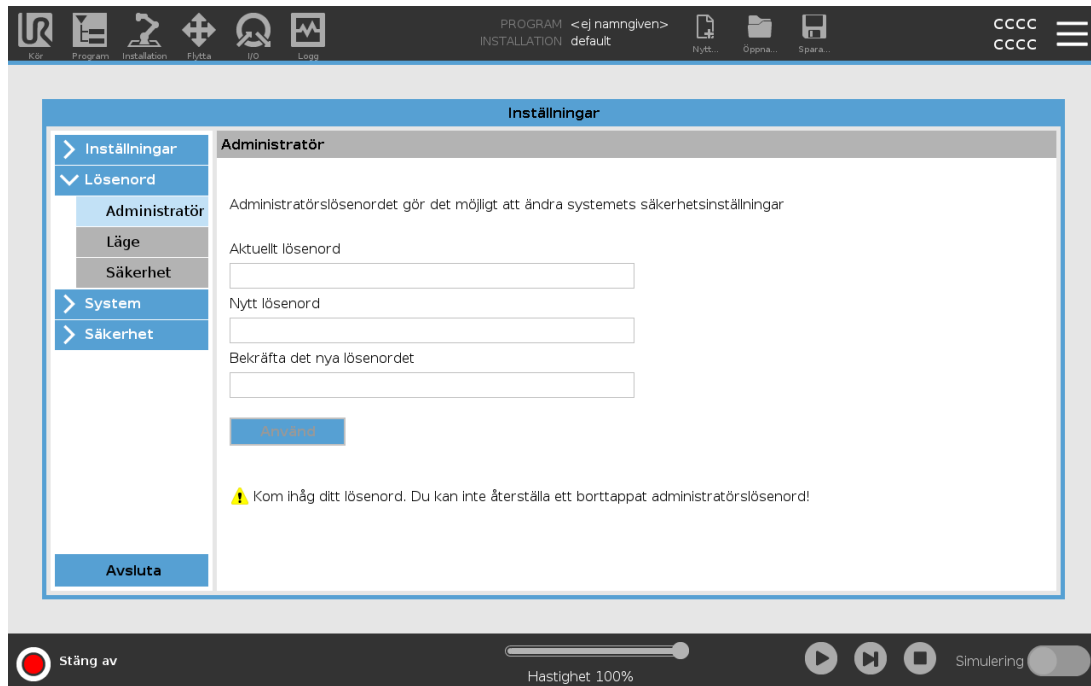 UR
PROGRAM <ej namngiven>
INSTALLATION default
CCCC
CCCC
Kör Program Installation Flytta I/O Logg Nytt... Öppna... Spara...
Inställningar
Inställningar
Lösenord
Administratör
Läge
Säkerhet
System
Säkerhet
Avsluta
Administratör
Administratörslösenordet gör det möjligt att ändra systemets säkerhetsinställningar
Aktuellt lösenord
Nytt lösenord
Bekräfta det nya lösenordet
Använd
Kom ihåg ditt lösenord. Du kan inte återställa ett borttappat administratörslösenord!
Stäng av
Hastighet 100%
Simulering